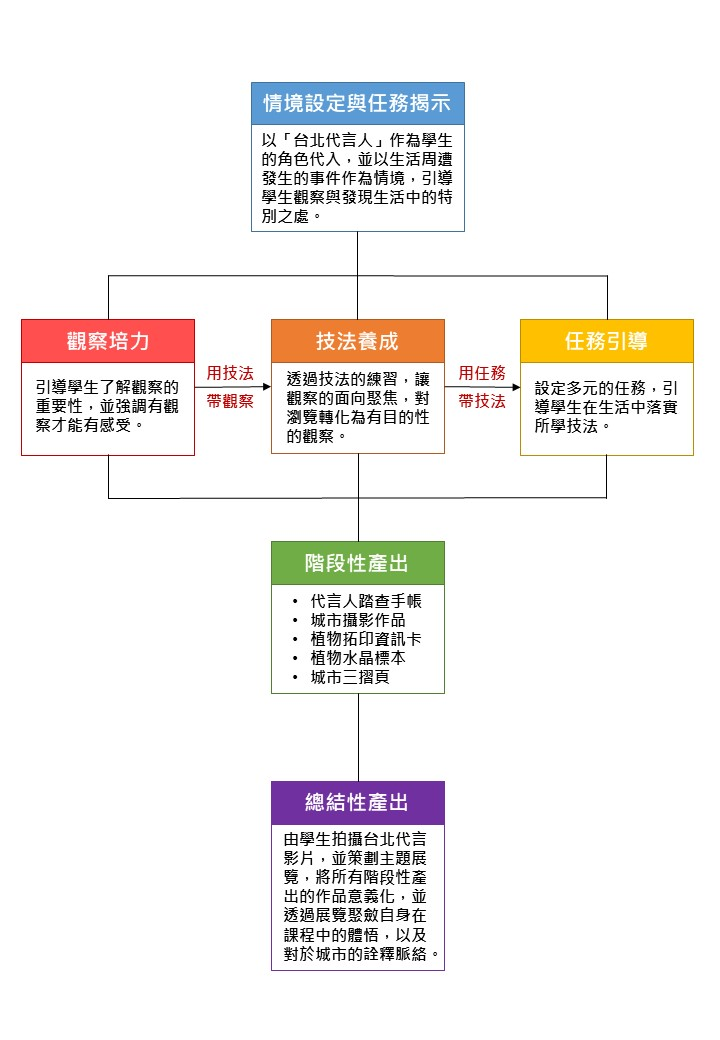 情境設定與任務揭示
以「台北代言人」作為學生
的角色代入，並以生活周遭
發生的事件作為情境，引導
學生觀察與發現生活中的特
別之處。
觀察培力
引導學生了解觀察的
重要性，並強調有觀
察才能有感受。
用技法
帶觀察
技法養成
透過技法的練習，讓
觀察的面向聚焦，對
瀏覽轉化為有目的性
的觀察。
用任務
帶技法
任務引導
設定多元的任務，引
導學生在生活中落實
所學技法。
階段性產出
• 代言人踏查手帳
• 城市攝影作品
• 植物拓印資訊卡
• 植物水晶標本
• 城市三摺頁
總結性產出
由學生拍攝台北代言
影片，並策劃主題展
覽，將所有階段性產
出的作品意義化，並
透過展覽聚斂自身在
課程中的體悟，以及
對於城市的詮釋脈絡。